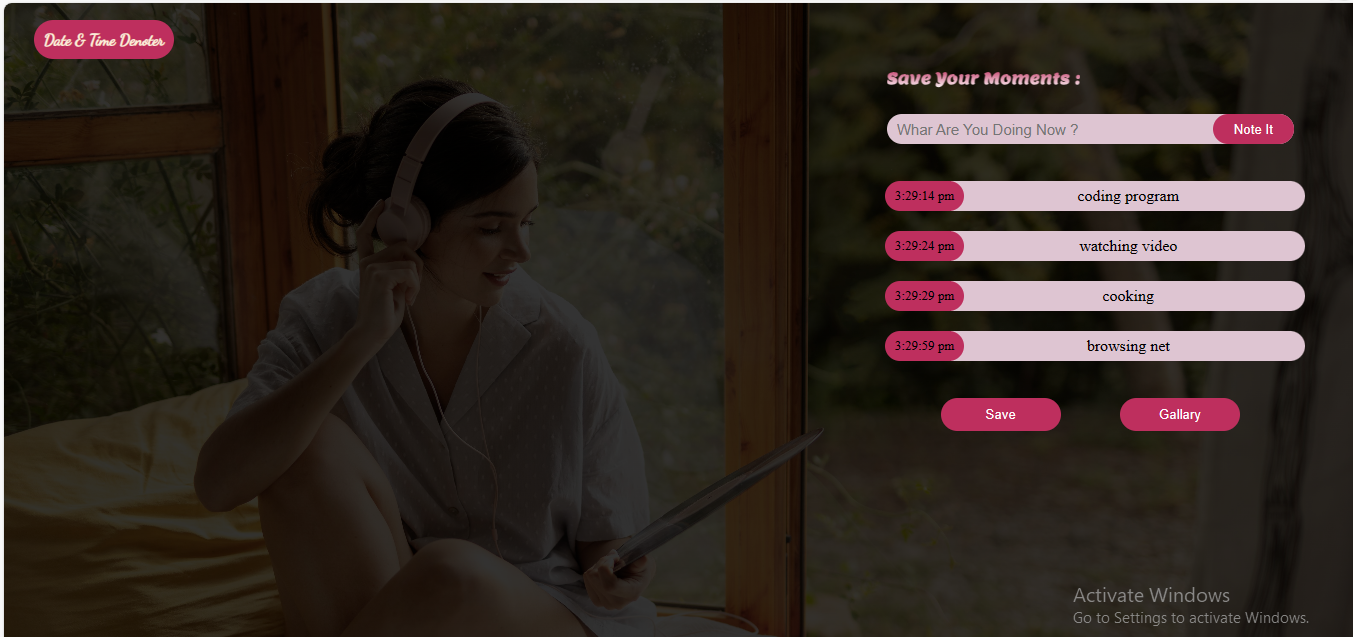 Date & Time Denoter
Save Your Moments :
Whar Are You Doing Now ?
Note It
3:29:14 pm coding program
3:29:24 pm watching video
3:29:29 pm cooking
3:29:59 pm browsing net
Save
Gallary
Activate Windows
Go to Settings to activate Windows.